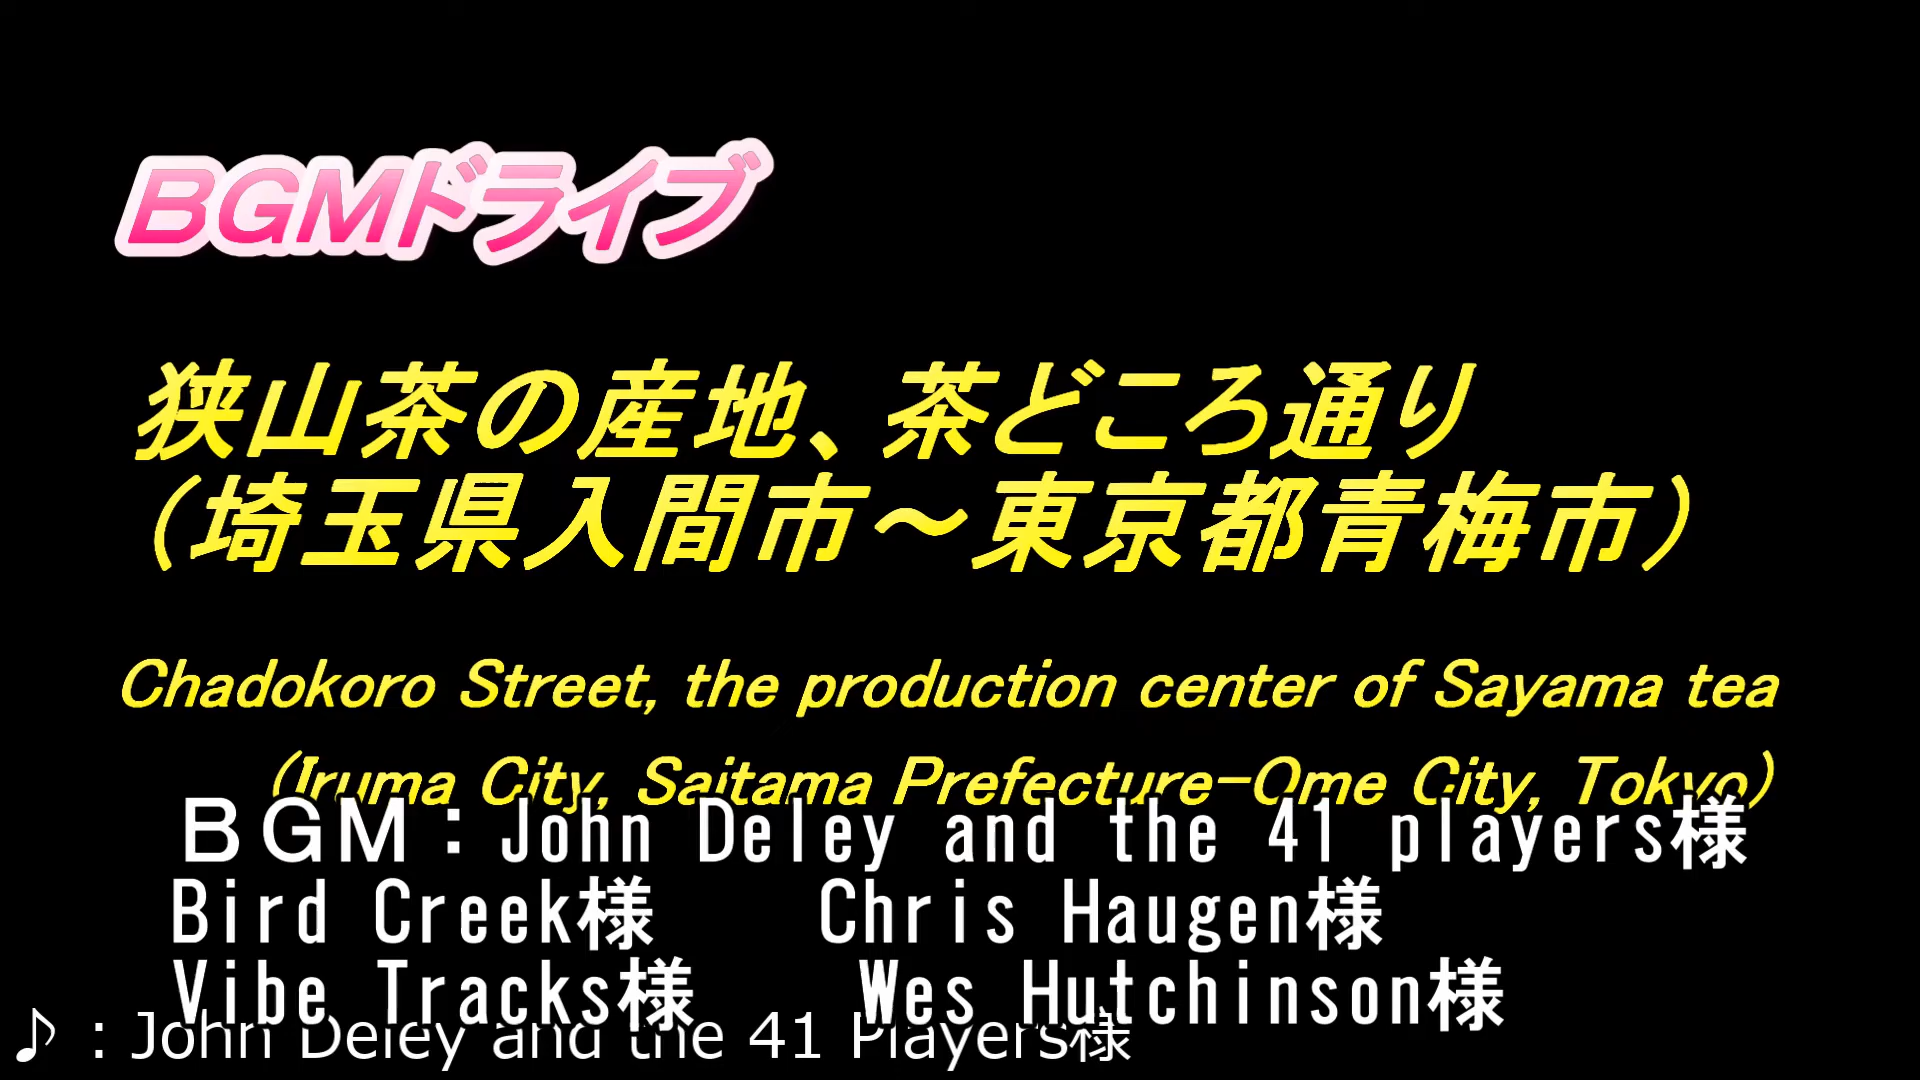 BGMドライブ
狭山茶の産地、茶どころ通り
（埼玉県入間市～東京都青梅市）
Chadokoro Street, the production center of Sayama tea
(Iruma City, Saitama Prefecture-Ome City, Tokyo)
ＢＧＭ：John Deley and the 41 players様
Bird Creek様　　Chris Haugen様
Vibe Tracks様　　Wes Hutchinson様
♪：John Deley and the 41 Players様